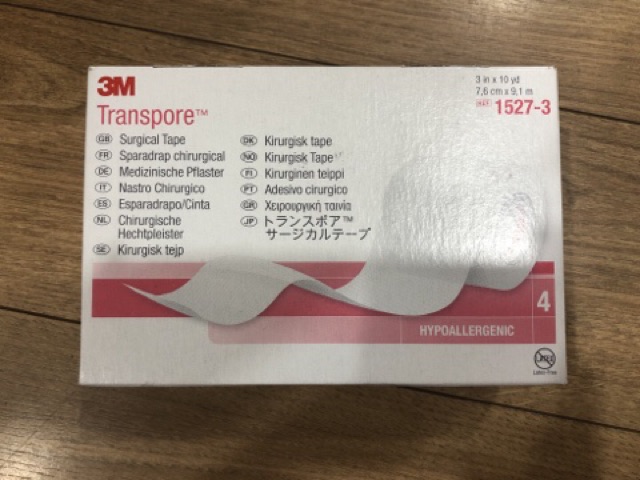 3M
Transpore™
3 in x 10 yd
7,6 cm x 9,1 m
REF 1527-3
GB Surgical Tape
FR Sparadrap chirurgical
DE Medizinische Pflaster
IT Nastro Chirurgico
ES Esparadrapo/Cinta
NL Chirurgische
Hechtpleister
SE Kirurgisk tejp
DK Kirurgisk tape
NO Kirurgisk Tape
FI Kirurginen teippi
PT Adesivo cirurgico
GR Χειρουργική ταινία
JP トランスポア™
サージカルテープ
4
HYPOALLERGENIC
LATEX
Latex-Free